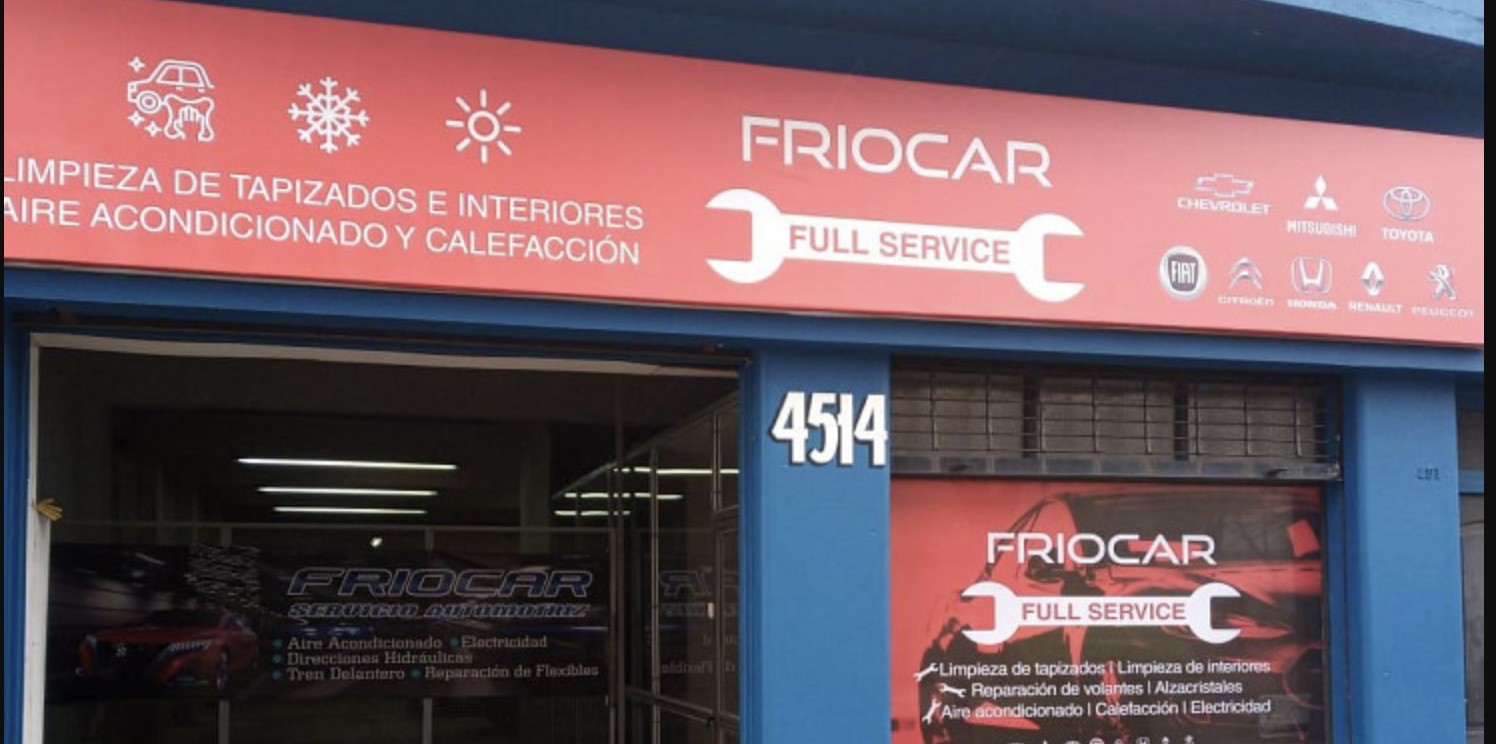 LIMPIEZA DE TAPIZADOS E INTERIORES
AIRE ACONDICIONADO Y CALEFACCIÓN
FRIOCAR
FULL SERVICE
CHEVROLET
MITSUBISHI
TOYOTA
FIAT
CITROËN
HONDA
RENAULT
PEUGEOT
4514
FRIOCAR
SERVICIO AUTOMOTRIZ
Aire Acondicionado Electricidad
Direcciones Hidráulicas
Tren Delantero Reparación de Flexibles
FRIOCAR
FULL SERVICE
Limpieza de tapizados | Limpieza de interiores
Reparación de volantes | Alzacristales
Aire acondicionado | Calefacción | Electricidad